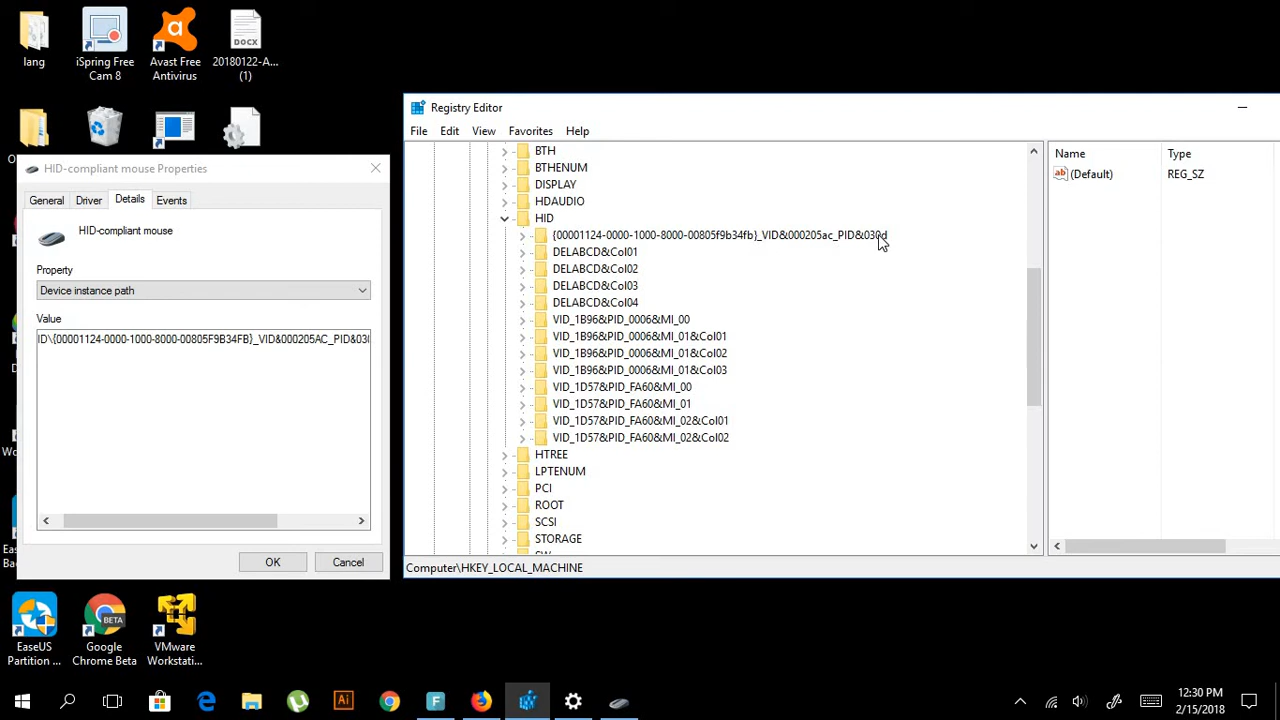 lang
iSpring Free
Cam 8
Avast Free
Antivirus
DOCX
20180122-A...
(1)
HID-compliant mouse Properties
General
Driver
Details
Events
HID-compliant mouse
Property
Device instance path
Value
ID\{00001124-0000-1000-8000-00805F9B34FB}_VID&000205AC_PID&030
OK
Cancel
Registry Editor
File
Edit
View
Favorites
Help
BTH
BTHENUM
DISPLAY
HDAUDIO
HID
{00001124-0000-1000-8000-00805f9b34fb}_VID&000205ac_PID&030d
DELABCD&Col01
DELABCD&Col02
DELABCD&Col03
DELABCD&Col04
VID_1B96&PID_0006&MI_00
VID_1B96&PID_0006&MI_01&Col01
VID_1B96&PID_0006&MI_01&Col02
VID_1B96&PID_0006&MI_01&Col03
VID_1D57&PID_FA60&MI_00
VID_1D57&PID_FA60&MI_01
VID_1D57&PID_FA60&MI_02&Col01
VID_1D57&PID_FA60&MI_02&Col02
HTREE
LPTENUM
PCI
ROOT
SCSI
STORAGE
Name
Type
ab
(Default)
REG_SZ
Computer\HKEY_LOCAL_MACHINE
EaseUS
Partition ...
Google
Chrome Beta
BETA
VMware
Workstati...
Ai
F
12:30 PM
2/15/2018